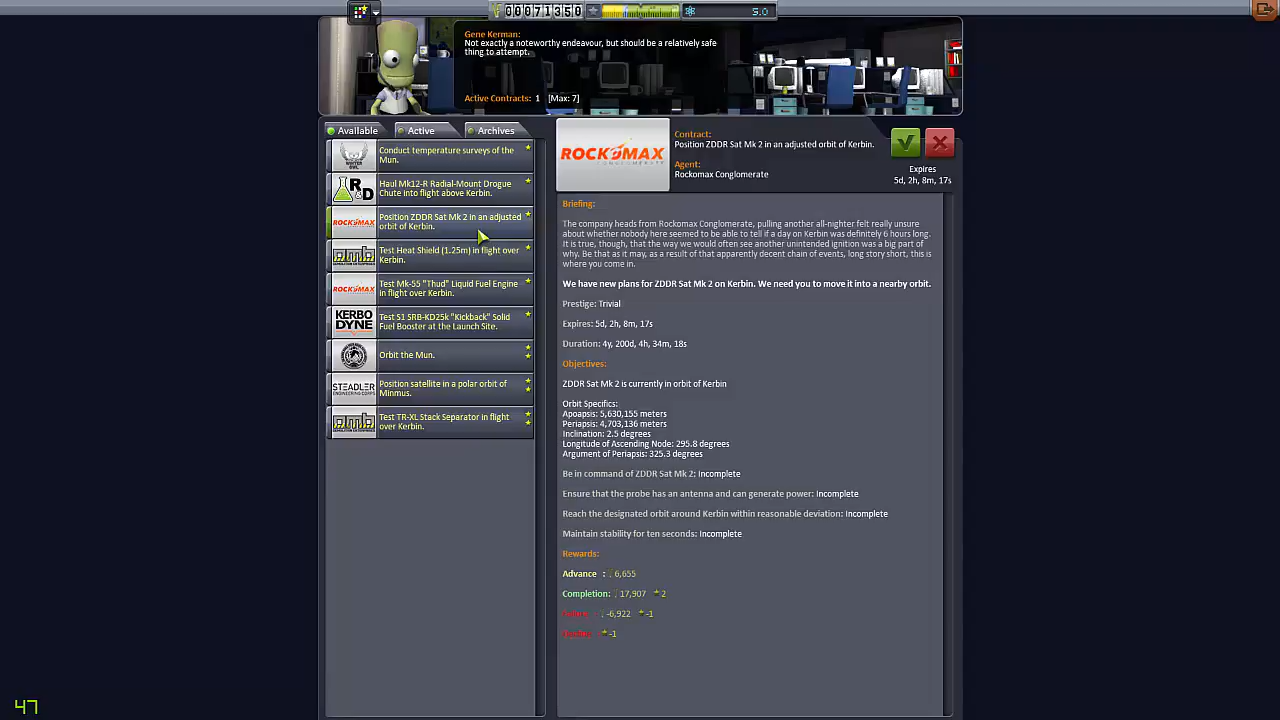 00071350
5.0
Gene Kerman:
Not exactly a noteworthy endeavour, but should be a relatively safe
thing to attempt.
Active Contracts: 1 [Max: 7]
Available
Active
Archives
Conduct temperature surveys of the
Mun.
Haul Mk12-R Radial-Mount Drogue
Chute into flight above Kerbin.
Position ZDDR Sat Mk 2 in an adjusted
orbit of Kerbin.
Test Heat Shield (1.25m) in flight over
Kerbin.
Test Mk-55 "Thud" Liquid Fuel Engine
in flight over Kerbin.
Test S1 SRB-KD25k "Kickback" Solid
Fuel Booster at the Launch Site.
Orbit the Mun.
Position satellite in a polar orbit of
Minmus.
Test TR-XL Stack Separator in flight
over Kerbin.
R&D
ROCKOMAX
ROCKOMAX
KERBO
DYNE
STEADLER
ENGINEERING CORPS
ROCKOMAX
CONGLOMERATE
Contract:
Position ZDDR Sat Mk 2 in an adjusted orbit of Kerbin.
Agent:
Rockomax Conglomerate
Expires
5d, 2h, 8m, 17s
Briefing:
The company heads from Rockomax Conglomerate, pulling another all-nighter felt really unsure
about whether nobody here seemed to be able to tell if a day on Kerbin was definitely 6 hours long.
It is true, though, that the way we would often see another unintended ignition was a big part of
why. Be that as it may, as a result of that apparently decent chain of events, long story short, this is
where you come in.
We have new plans for ZDDR Sat Mk 2 on Kerbin. We need you to move it into a nearby orbit.
Prestige: Trivial
Expires: 5d, 2h, 8m, 17s
Duration: 4y, 200d, 4h, 34m, 18s
Objectives:
ZDDR Sat Mk 2 is currently in orbit of Kerbin
Orbit Specifics:
Apoapsis: 5,630,155 meters
Periapsis: 4,703,136 meters
Inclination: 2.5 degrees
Longitude of Ascending Node: 295.8 degrees
Argument of Periapsis: 325.3 degrees
Be in command of ZDDR Sat Mk 2: Incomplete
Ensure that the probe has an antenna and can generate power: Incomplete
Reach the designated orbit around Kerbin within reasonable deviation: Incomplete
Maintain stability for ten seconds: Incomplete
Rewards:
Advance : 6,655
Completion: 17,907 2
-6,922 -1
-1
47